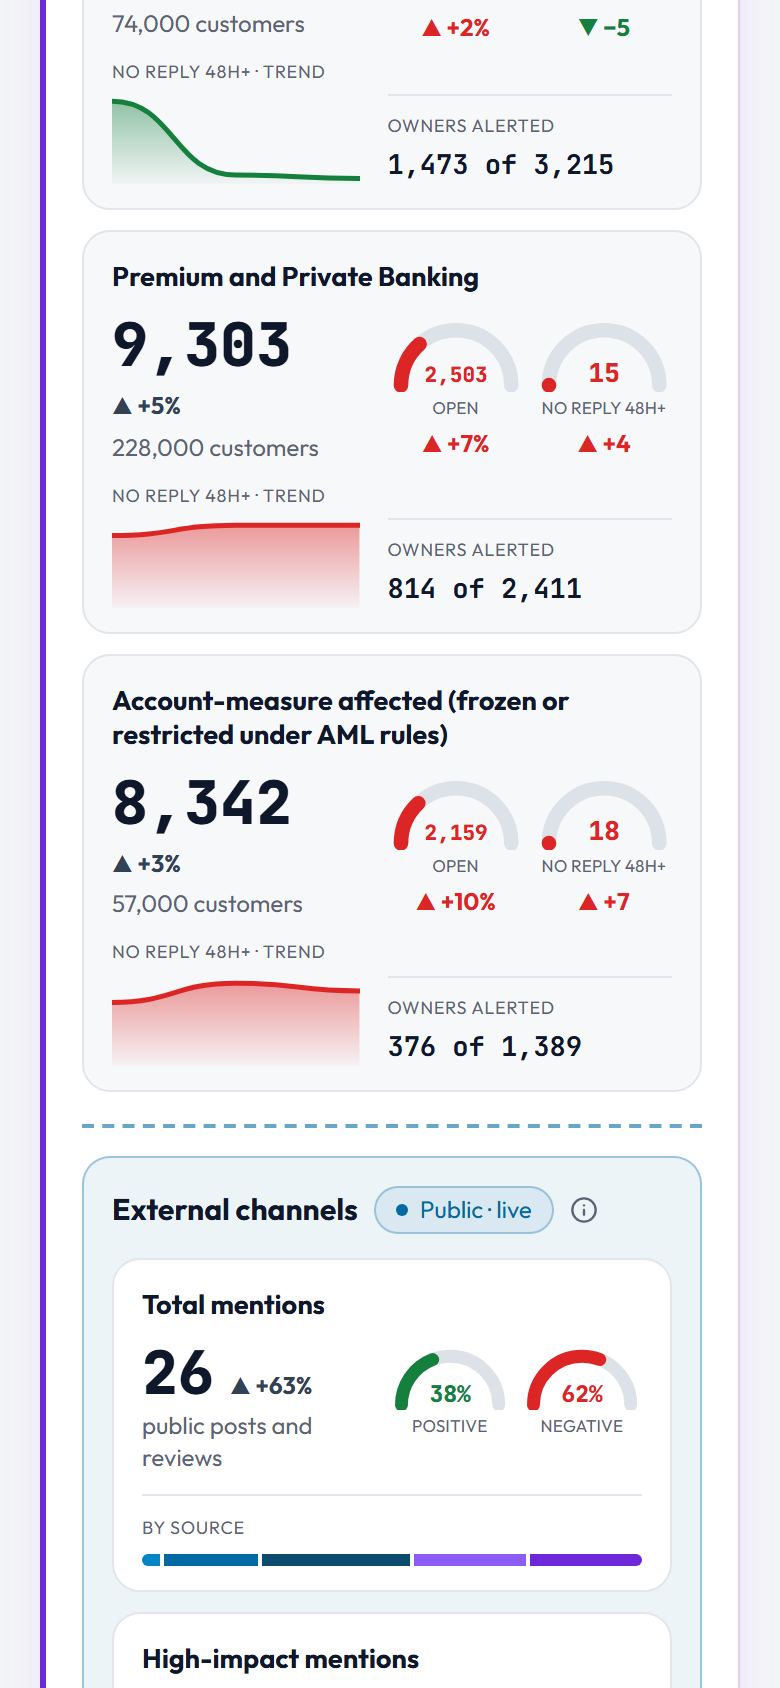 74,000 customers
▲ +2%
▼ −5
NO REPLY 48H+ · TREND
OWNERS ALERTED
1,473 of 3,215
Premium and Private Banking
9,303
▲ +5%
228,000 customers
2,503
OPEN
▲ +7%
15
NO REPLY 48H+
▲ +4
NO REPLY 48H+ · TREND
OWNERS ALERTED
814 of 2,411
Account-measure affected (frozen or
restricted under AML rules)
8,342
▲ +3%
57,000 customers
2,159
OPEN
▲ +10%
18
NO REPLY 48H+
▲ +7
NO REPLY 48H+ · TREND
OWNERS ALERTED
376 of 1,389
External channels
Public · live
Total mentions
26 ▲ +63%
public posts and
reviews
38%
POSITIVE
62%
NEGATIVE
BY SOURCE
High-impact mentions